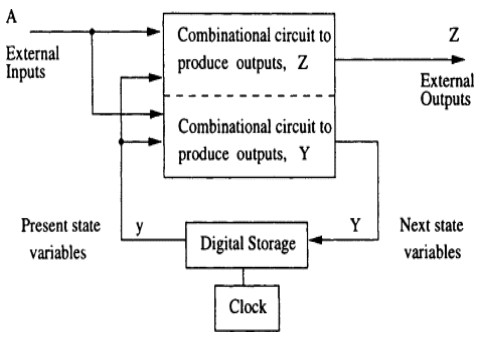 A
External
Inputs
Combinational circuit to
produce outputs, Z
Z
External
Outputs
Combinational circuit to
produce outputs, Y
Present state
variables
y
Digital Storage
Y
Next state
variables
Clock